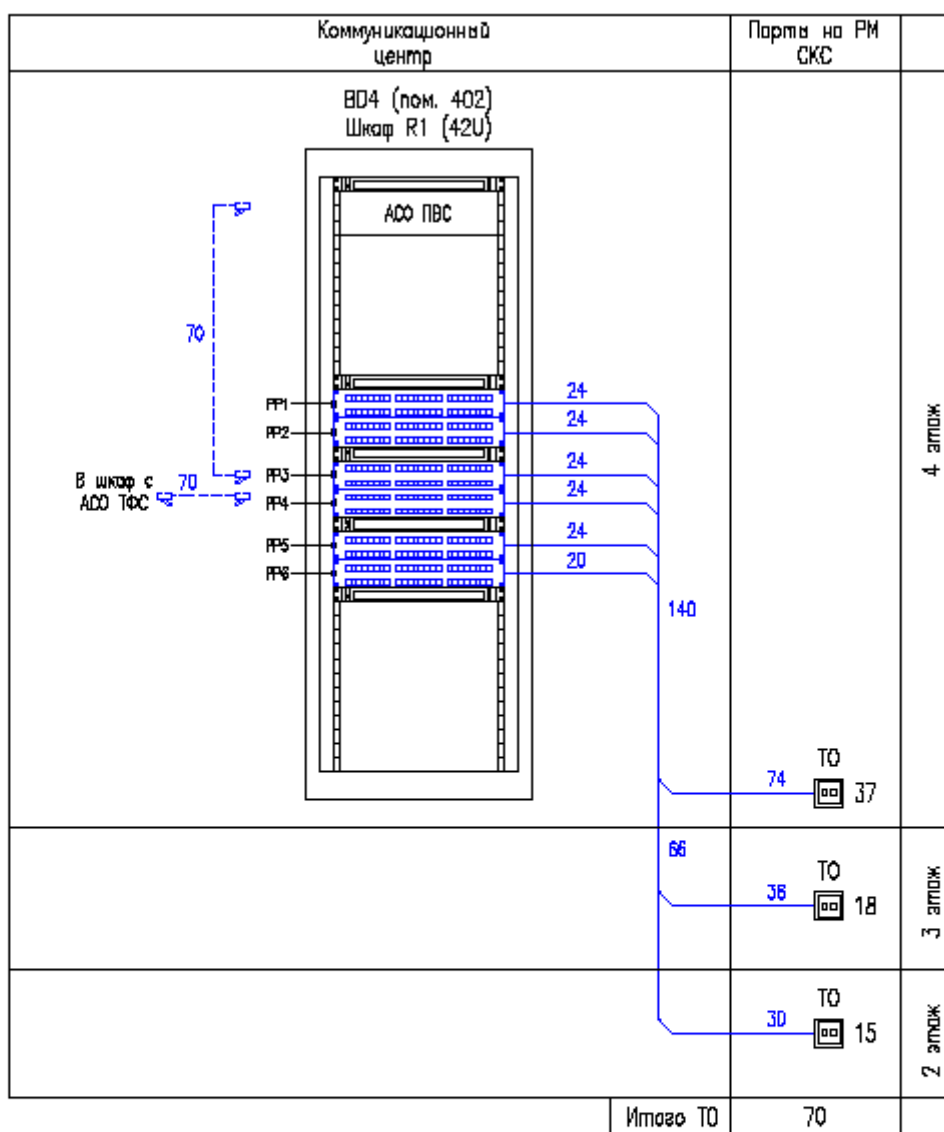 Коммуникационный
центр
Порты на РМ
СКС
BD4 (пом. 402)
Шкаф R1 (42U)
АСО ПВС
70
PP1
24
PP2
24
PP3
24
В шкаф с
АСО ТФС
70
PP4
24
PP5
24
PP6
20
140
4 этаж
ТО
74
37
66
ТО
36
18
3 этаж
ТО
30
15
2 этаж
Итого ТО
70